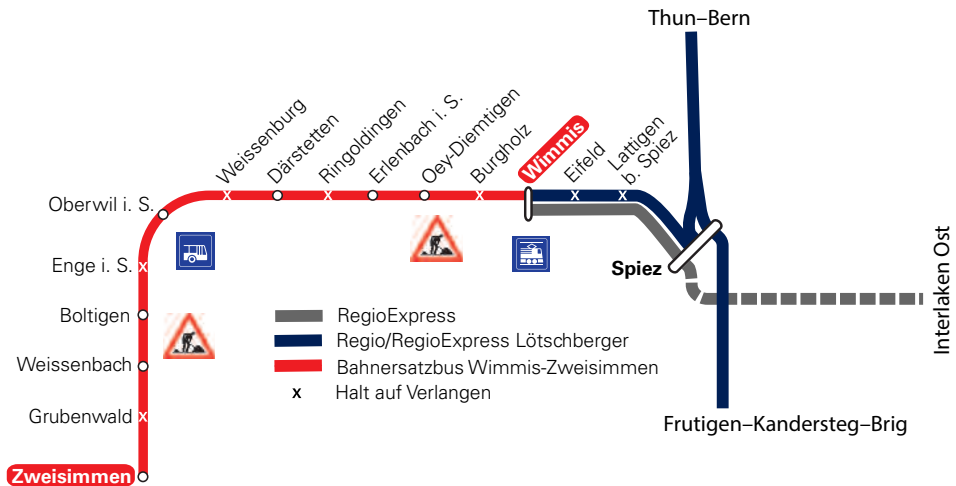 Thun–Bern
Weissenburg
Därstetten
Ringoldingen
Erlenbach i. S.
Oey-Diemtigen
Burgholz
Wimmis
Eifeld
Lattigen
b. Spiez
Oberwil i. S.
Enge i. S.
Boltigen
Weissenbach
Grubenwald
Zweisimmen
Spiez
Interlaken Ost
RegioExpress
Regio/RegioExpress Lötschberger
Bahnersatzbus Wimmis-Zweisimmen
x Halt auf Verlangen
Frutigen–Kandersteg–Brig